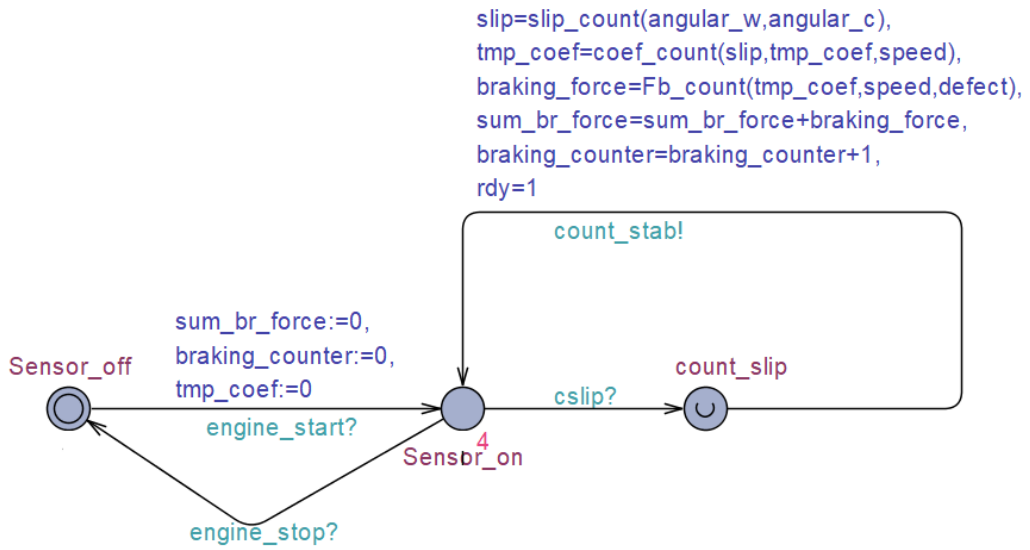 slip=slip_count(angular_w,angular_c),
tmp_coef=coef_count(slip,tmp_coef,speed),
braking_force=Fb_count(tmp_coef,speed,defect),
sum_br_force=sum_br_force+braking_force,
braking_counter=braking_counter+1,
rdy=1
count_stab!
sum_br_force:=0,
braking_counter:=0,
tmp_coef:=0
Sensor_off
count_slip
engine_start?
cslip?
4
Sensor_on
engine_stop?